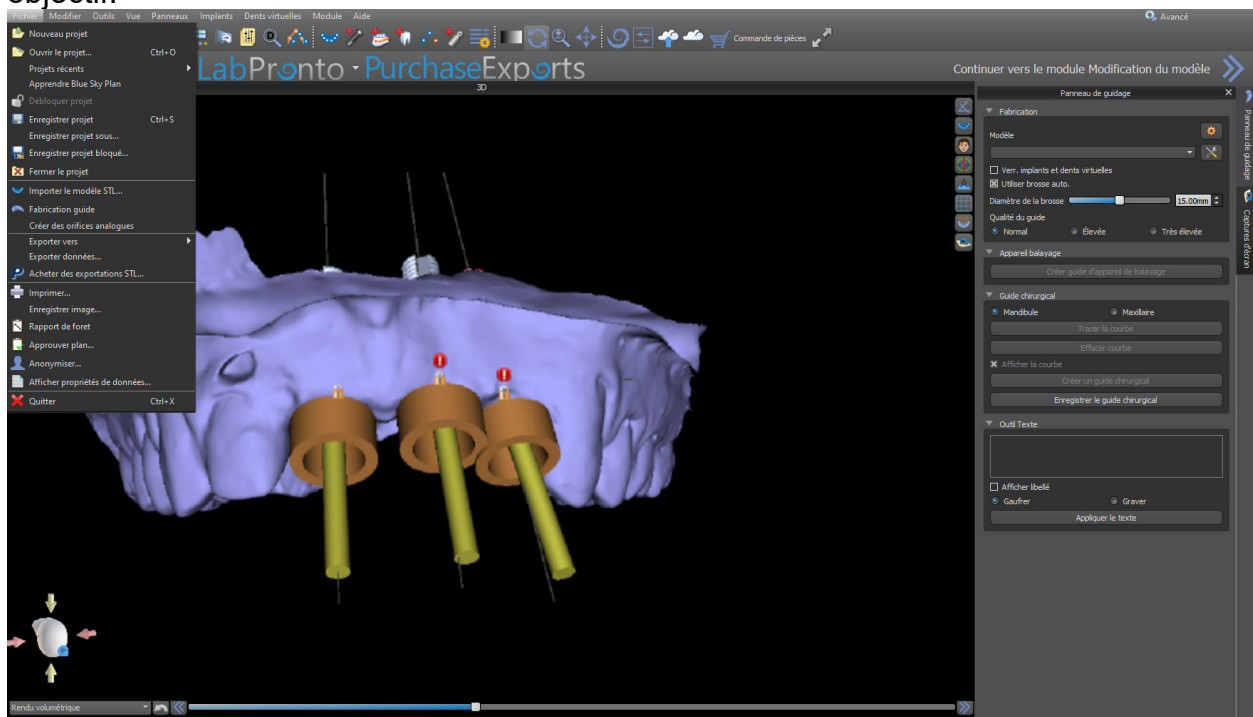 objectifs
Fichier Modifier Outils Vue Panneaux Implants Dents virtuelles Module Aide
Avancé
Nouveau projet
Ouvrir le projet... Ctrl+O
Projets récents
Apprendre Blue Sky Plan
Débloquer projet
Enregistrer projet Ctrl+S
Enregistrer projet sous...
Enregistrer projet bloqué...
Fermer le projet
Importer le modèle STL...
Fabrication guide
Créer des orifices analogues
Exporter vers
Exporter données...
Acheter des exportations STL...
Imprimer...
Enregistrer image...
Rapport de foret
Approuver plan...
Anonymiser...
Afficher propriétés de données...
Quitter Ctrl+X
Commande de pièces
LabPronto - PurchaseExports
Continuer vers le module Modification du modèle
3D
Panneau de guidage
Fabrication
Modèle
Verr. implants et dents virtuelles
Utiliser brosse auto.
Diamètre de la brosse 15.00mm
Qualité du guide
Normal Élevée Très élevée
Appareil balayage
Créer guide d'appareil de balayage
Guide chirurgical
Mandibule Maxillaire
Tracer la courbe
Effacer courbe
Afficher la courbe
Créer un guide chirurgical
Enregistrer le guide chirurgical
Outil Texte
Afficher libellé
Gaufrer Graver
Appliquer le texte
Panneau de guidage
Captures d'écran
Rendu volumétrique